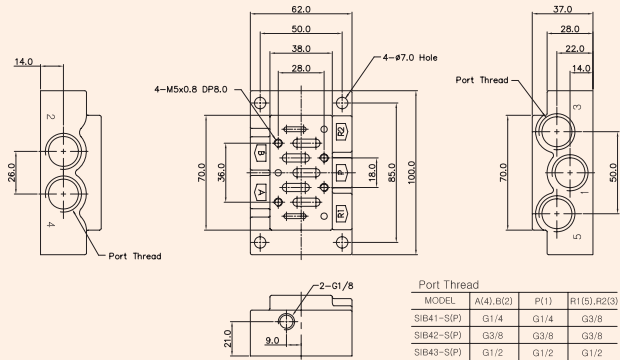 62.0
50.0
38.0
28.0
4-ø7.0 Hole
4-M5x0.8 DP8.0
14.0
26.0
2
4
Port Thread
70.0
36.0
B
A
R2
P
R1
18.0
85.0
100.0
37.0
28.0
22.0
14.0
Port Thread
3
1
5
70.0
50.0
2-G1/8
21.0
9.0
Port Thread
MODEL A(4),B(2) P(1) R1(5),R2(3)
SIB41-S(P) G1/4 G1/4 G3/8
SIB42-S(P) G3/8 G3/8 G3/8
SIB43-S(P) G1/2 G1/2 G1/2